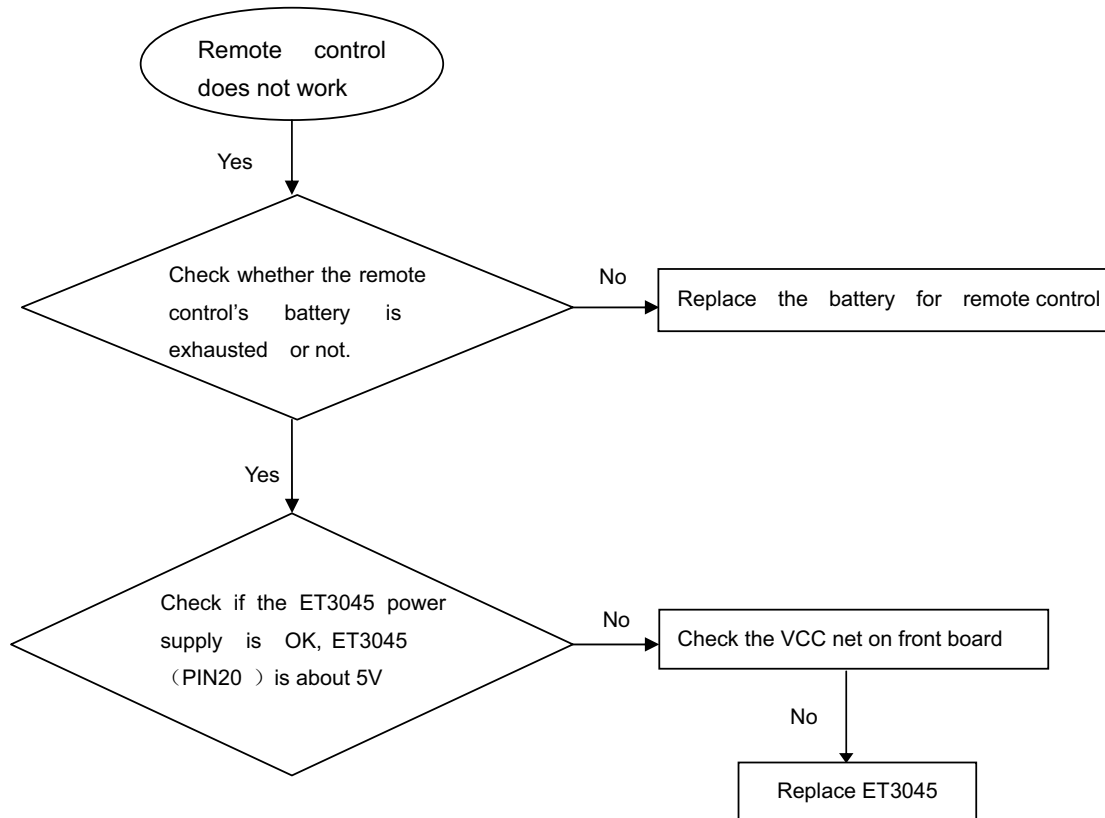 Remote control
does not work
Yes
Check whether the remote
control's battery is
exhausted or not.
No
Replace the battery for remote control
Yes
Check if the ET3045 power
supply is OK, ET3045
（PIN20 ）is about 5V
No
Check the VCC net on front board
No
Replace ET3045